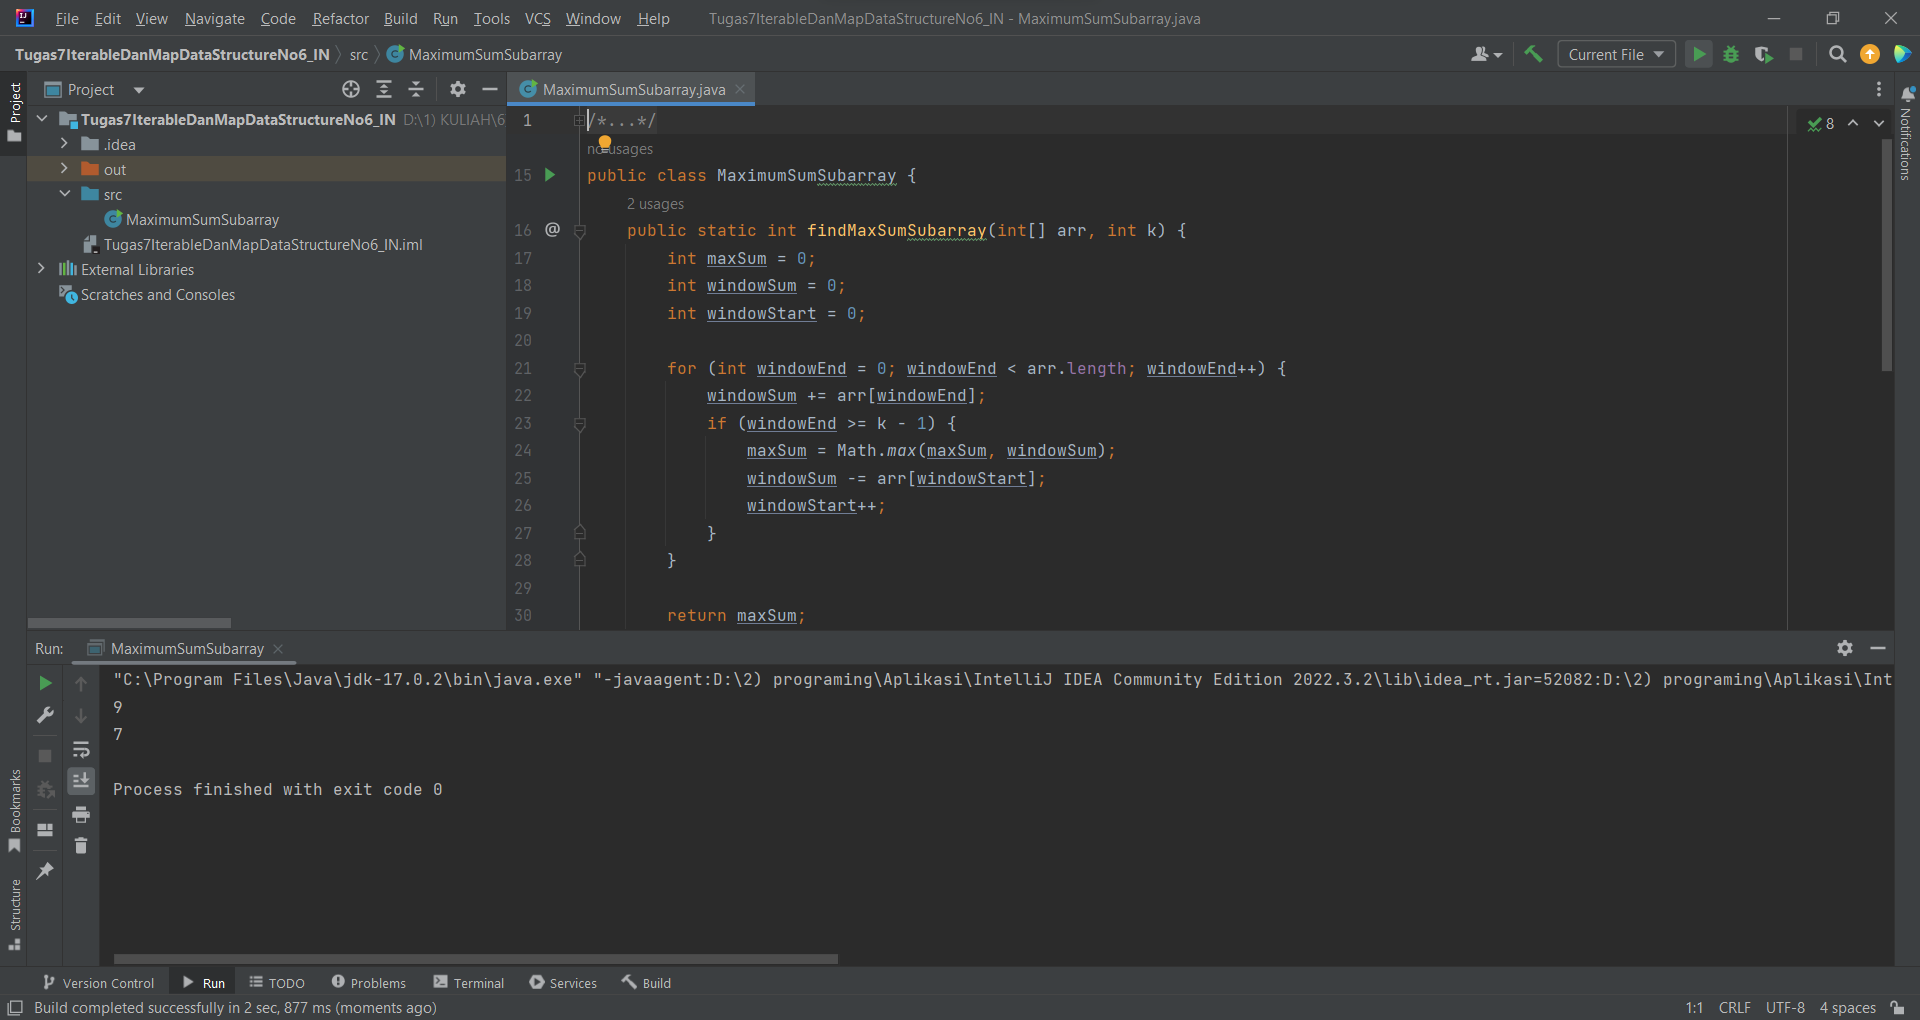 File Edit View Navigate Code Refactor Build Run Tools VCS Window Help Tugas7IterableDanMapDataStructureNo6_IN - MaximumSumSubarray.java
Tugas7IterableDanMapDataStructureNo6_IN src MaximumSumSubarray Current File
Project MaximumSumSubarray.java
Project
Notifications
Tugas7IterableDanMapDataStructureNo6_IN D:\1) KULIAH\6
.idea
out
src
MaximumSumSubarray
Tugas7IterableDanMapDataStructureNo6_IN.iml
External Libraries
Scratches and Consoles
1 /*...*/ 8
no usages
15 public class MaximumSumSubarray {
2 usages
16 @ public static int findMaxSumSubarray(int[] arr, int k) {
17 int maxSum = 0;
18 int windowSum = 0;
19 int windowStart = 0;
20
21 for (int windowEnd = 0; windowEnd < arr.length; windowEnd++) {
22 windowSum += arr[windowEnd];
23 if (windowEnd >= k - 1) {
24 maxSum = Math.max(maxSum, windowSum);
25 windowSum -= arr[windowStart];
26 windowStart++;
27 }
28 }
29
30 return maxSum;
Run: MaximumSumSubarray
"C:\Program Files\Java\jdk-17.0.2\bin\java.exe" "-javaagent:D:\2) programing\Aplikasi\IntelliJ IDEA Community Edition 2022.3.2\lib\idea_rt.jar=52082:D:\2) programing\Aplikasi\Int
9
7
Process finished with exit code 0
Bookmarks
Structure
Version Control Run TODO Problems Terminal Services Build
Build completed successfully in 2 sec, 877 ms (moments ago) 1:1 CRLF UTF-8 4 spaces